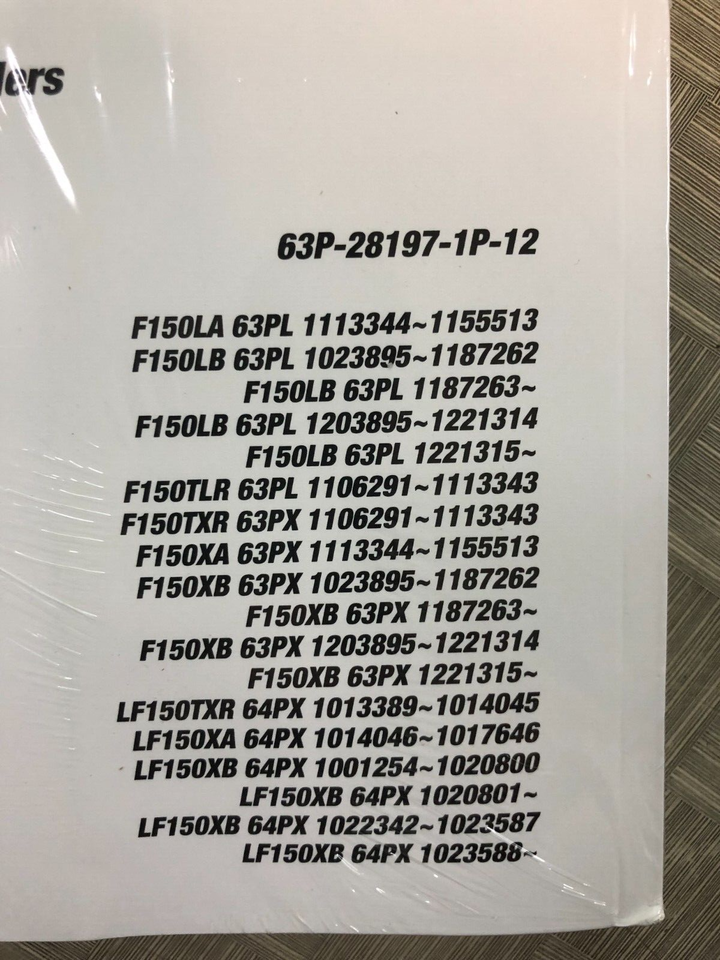 63P-28197-1P-12
F150LA 63PL 1113344~1155513
F150LB 63PL 1023895~1187262
F150LB 63PL 1187263~
F150LB 63PL 1203895~1221314
F150LB 63PL 1221315~
F150TLR 63PL 1106291~1113343
F150TXR 63PX 1106291~1113343
F150XA 63PX 1113344~1155513
F150XB 63PX 1023895~1187262
F150XB 63PX 1187263~
F150XB 63PX 1203895~1221314
F150XB 63PX 1221315~
LF150TXR 64PX 1013389~1014045
LF150XA 64PX 1014046~1017646
LF150XB 64PX 1001254~1020800
LF150XB 64PX 1020801~
LF150XB 64PX 1022342~1023587
LF150XB 64PX 1023588~